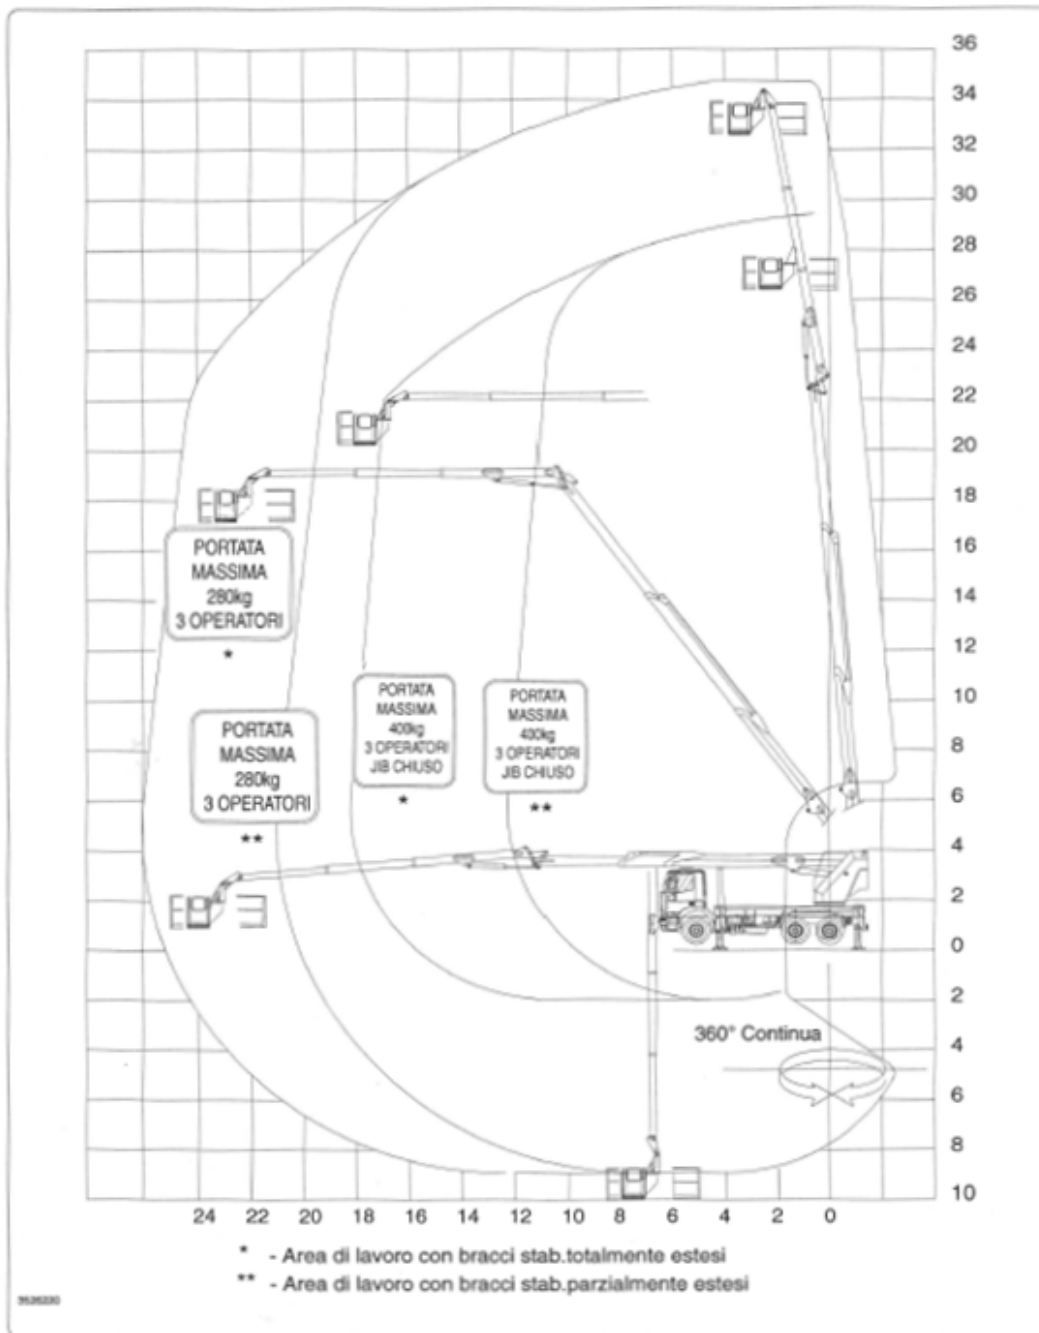 36
34
32
30
28
26
24
22
20
18
16
14
12
10
8
6
4
2
0
2
4
6
8
10
PORTATA
MASSIMA
280kg
3 OPERATORI
*
PORTATA
MASSIMA
280kg
3 OPERATORI
**
PORTATA
MASSIMA
400kg
3 OPERATORI
JIB CHIUSO
*
PORTATA
MASSIMA
400kg
3 OPERATORI
JIB CHIUSO
**
360° Continua
24 22 20 18 16 14 12 10 8 6 4 2 0
* - Area di lavoro con bracci stab.totalmente estesi
** - Area di lavoro con bracci stab.parzialmente estesi